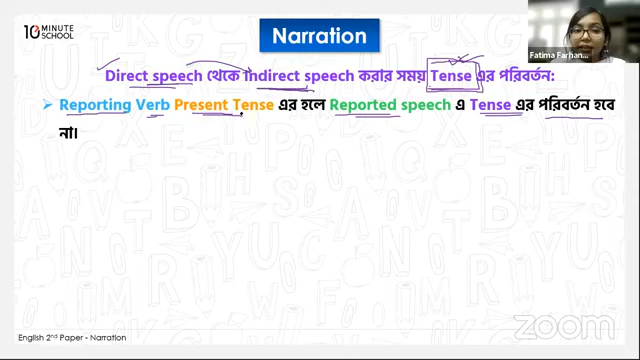 10 MINUTE SCHOOL
Narration
Fatima Farhan...
Direct speech থেকে Indirect speech করার সময় Tense এর পরিবর্তন:
➢ Reporting Verb Present Tense এর হলে Reported speech এ Tense এর পরিবর্তন হবে
না।
English 2nd Paper - Narration
zoom